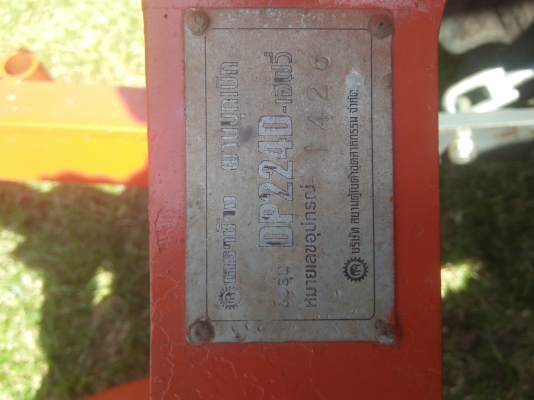 ตราช้าง ผานบุกเบิก
ชื่อรุ่น DP224D
หมายเลขอุปกรณ์ 1426
บริษัท สยามคูโบต้าอุตสาหกรรม จำกัด